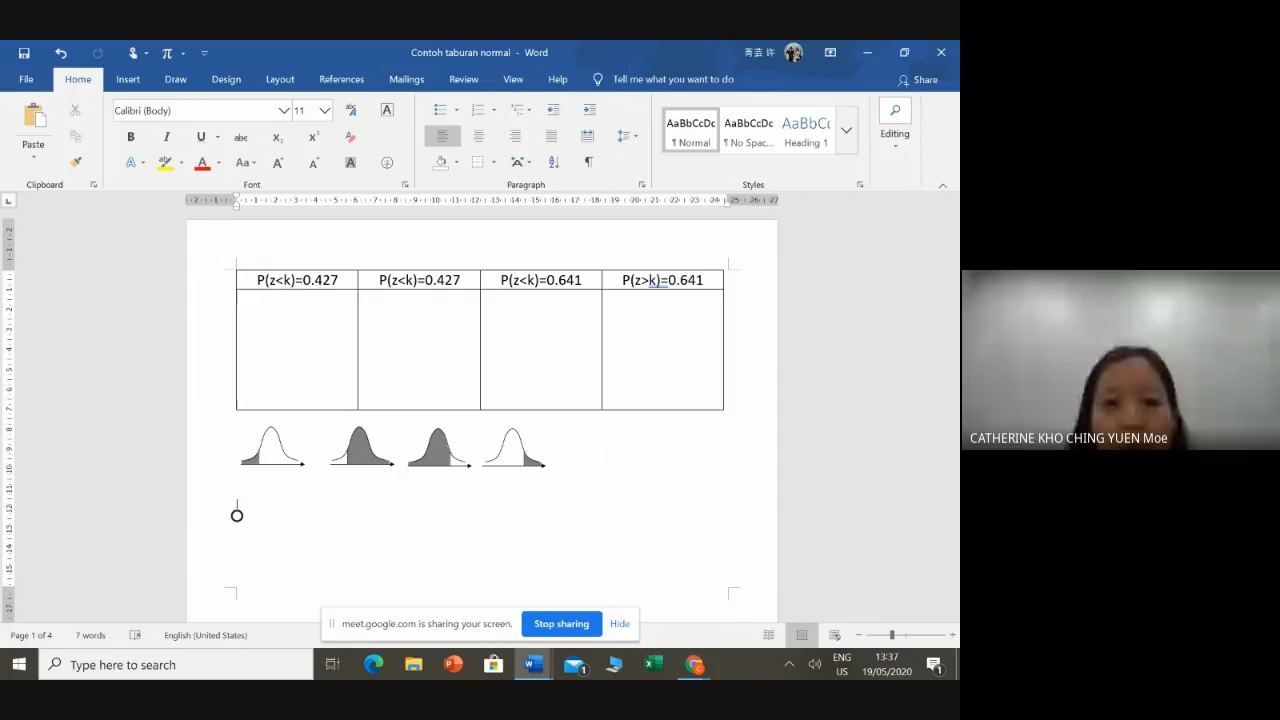 Contoh taburan normal - Word
菁芸 许
File Home Insert Draw Design Layout References Mailings Review View Help Tell me what you want to do Share
Calibri (Body) 11
Paste
Clipboard
Font
Paragraph
AaBbCcDc AaBbCcDc AaBbCc
¶ Normal ¶ No Spac... Heading 1
Styles
Editing
P(z<k)=0.427 P(z<k)=0.427 P(z<k)=0.641 P(z>k)=0.641
CATHERINE KHO CHING YUEN Moe
meet.google.com is sharing your screen. Stop sharing Hide
Page 1 of 4 7 words English (United States)
Type here to search
ENG
US
13:37
19/05/2020